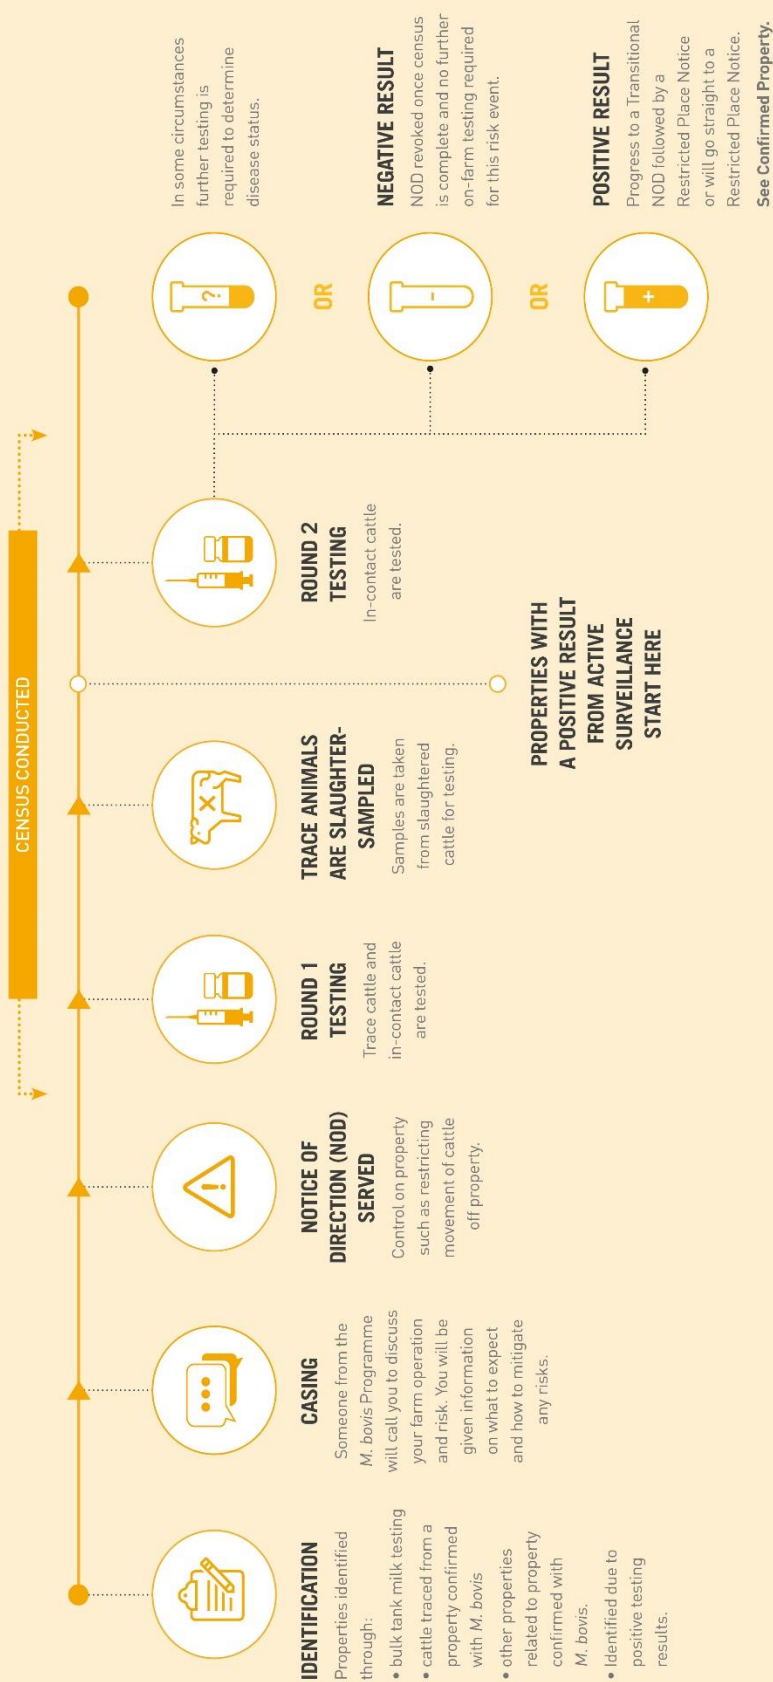 CENSUS CONDUCTED
IDENTIFICATION
Properties identified
through:
• bulk tank milk testing
• cattle traced from a
property confirmed
with M. bovis
• other properties
related to property
confirmed with
M. bovis.
• Identified due to
positive testing
results.
CASING
Someone from the
M. bovis Programme
will call you to discuss
your farm operation
and risk. You will be
given information
on what to expect
and how to mitigate
any risks.
NOTICE OF
DIRECTION (NOD)
SERVED
Control on property
such as restricting
movement of cattle
off property.
ROUND 1
TESTING
Trace cattle and
in-contact cattle
are tested.
TRACE ANIMALS
ARE SLAUGHTER-
SAMPLED
Samples are taken
from slaughtered
cattle for testing.
PROPERTIES WITH
A POSITIVE RESULT
FROM ACTIVE
SURVEILLANCE
START HERE
ROUND 2
TESTING
In-contact cattle
are tested.
?
In some circumstances
further testing is
required to determine
disease status.
OR
-
NEGATIVE RESULT
NOD revoked once census
is complete and no further
on-farm testing required
for this risk event.
OR
+
POSITIVE RESULT
Progress to a Transitional
NOD followed by a
Restricted Place Notice
or will go straight to a
Restricted Place Notice.
See Confirmed Property.